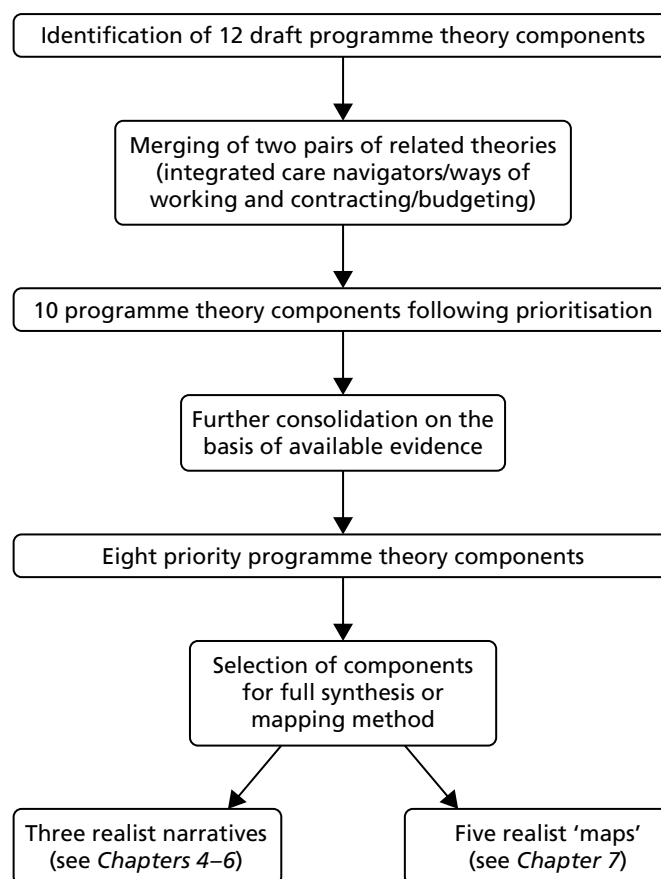 Identification of 12 draft programme theory components
Merging of two pairs of related theories
(integrated care navigators/ways of
working and contracting/budgeting)
10 programme theory components following prioritisation
Further consolidation on the
basis of available evidence
Eight priority programme theory components
Selection of components
for full synthesis or
mapping method
Three realist narratives
(see Chapters 4–6)
Five realist ‘maps’
(see Chapter 7)